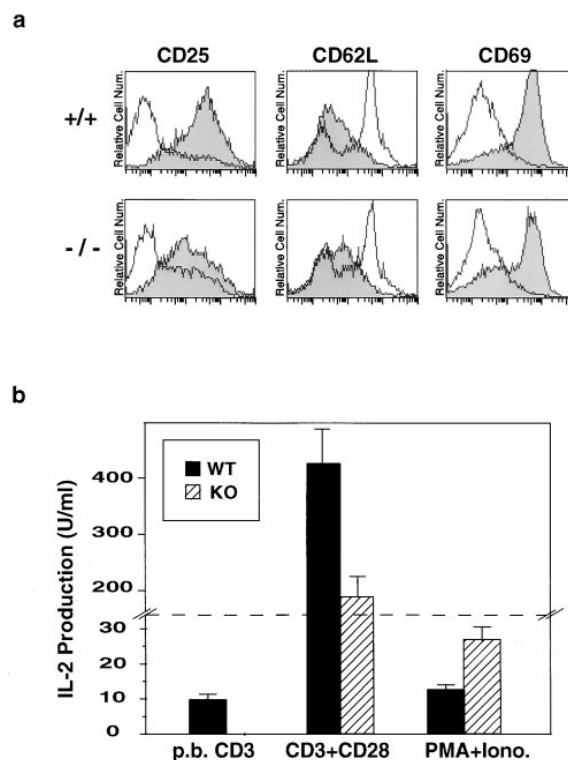 a
CD25 CD62L CD69
+/+
Relative Cell Num. Relative Cell Num. Relative Cell Num.
- / -
Relative Cell Num. Relative Cell Num. Relative Cell Num.
b
IL-2 Production (U/ml)
400
300
200
30
20
10
0
WT
KO
p.b. CD3 CD3+CD28 PMA+Iono.